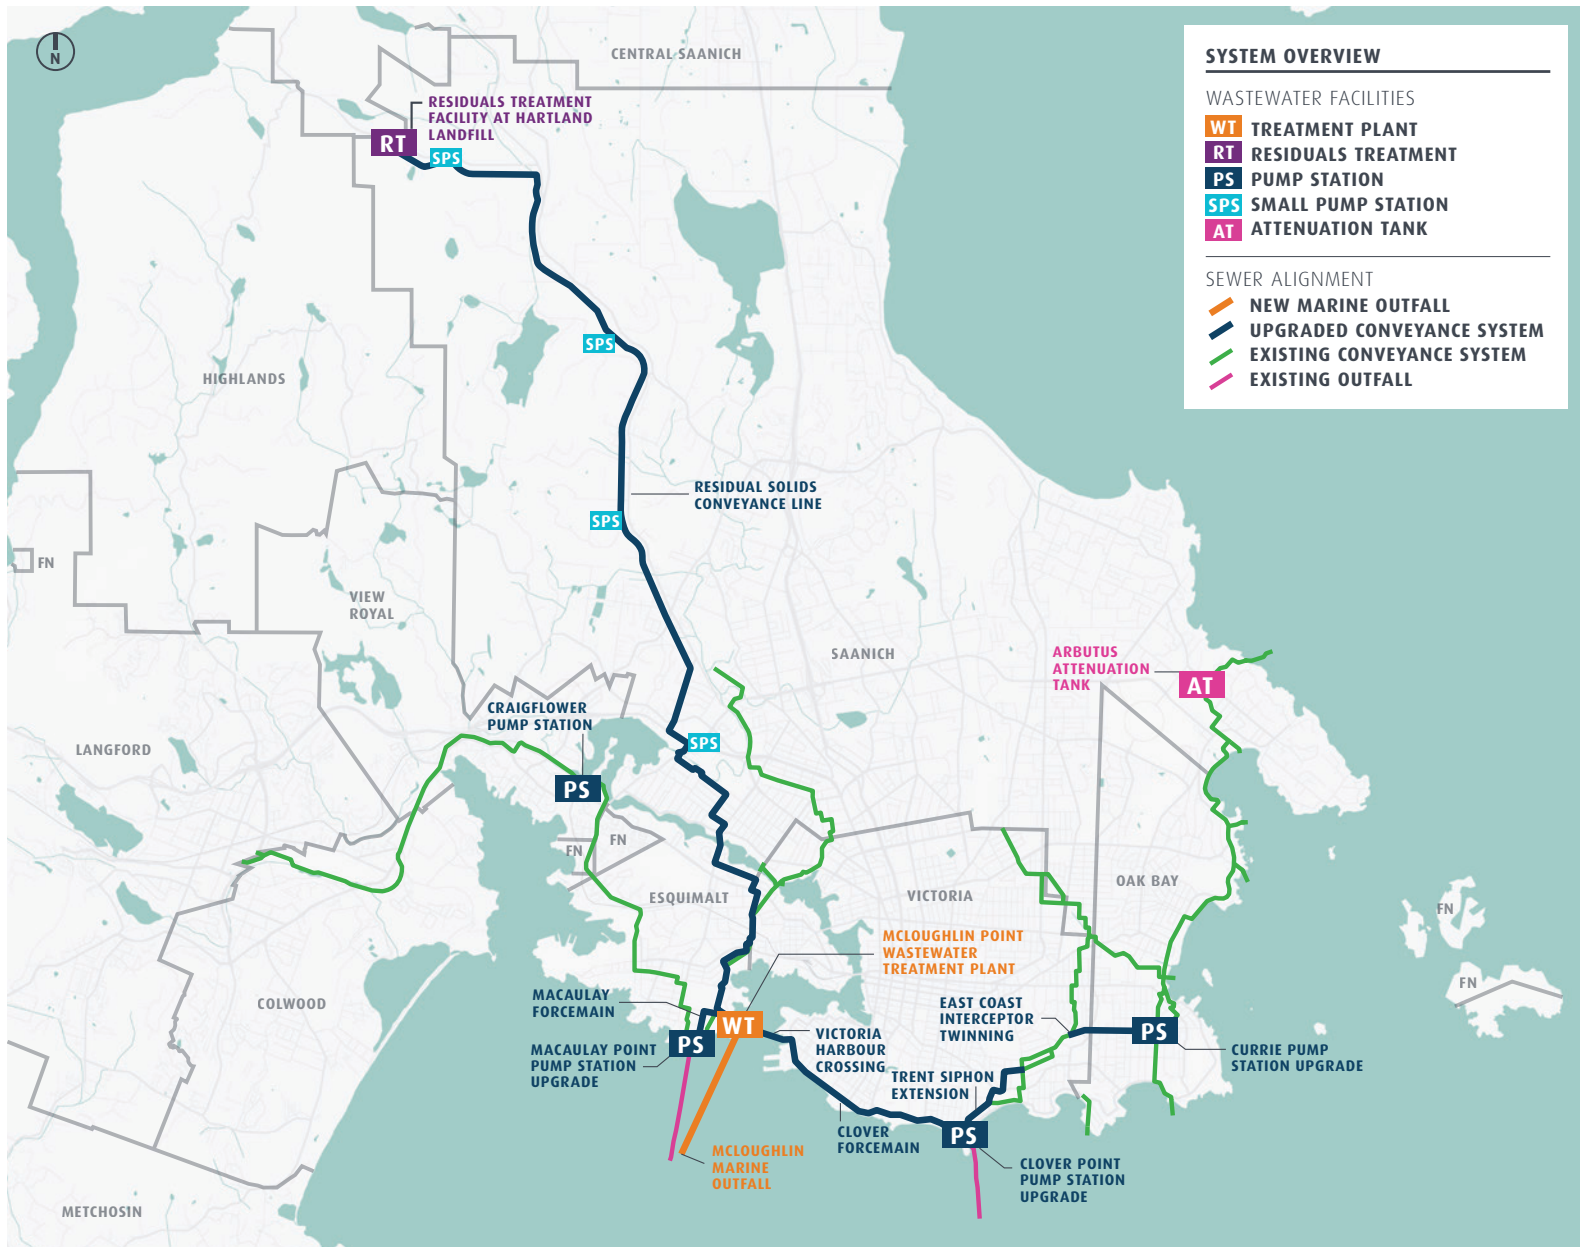 N
CENTRAL SAANICH
RESIDUALS TREATMENT
FACILITY AT HARTLAND
LANDFILL
RT
SPS
SPS
HIGHLANDS
RESIDUAL SOLIDS
CONVEYANCE LINE
SPS
FN
VIEW
ROYAL
SAANICH
ARBUTUS
ATTENUATION
TANK
AT
CRAIGFLOWER
PUMP STATION
LANGFORD
SPS
PS
FN
FN
ESQUIMALT
VICTORIA
OAK BAY
FN
MCLOUGHLIN POINT
WASTEWATER
TREATMENT PLANT
FN
COLWOOD
MACAULAY
FORCEMAIN
EAST COAST
INTERCEPTOR
TWINNING
WT
PS
PS
MACAULAY POINT
PUMP STATION
UPGRADE
VICTORIA
HARBOUR
CROSSING
CURRIE PUMP
STATION UPGRADE
TRENT SIPHON
EXTENSION
CLOVER
FORCEMAIN
PS
MCLOUGHLIN
MARINE
OUTFALL
CLOVER POINT
PUMP STATION
UPGRADE
METCHOSIN
SYSTEM OVERVIEW
WASTEWATER FACILITIES
WT TREATMENT PLANT
RT RESIDUALS TREATMENT
PS PUMP STATION
SPS SMALL PUMP STATION
AT ATTENUATION TANK
SEWER ALIGNMENT
NEW MARINE OUTFALL
UPGRADED CONVEYANCE SYSTEM
EXISTING CONVEYANCE SYSTEM
EXISTING OUTFALL